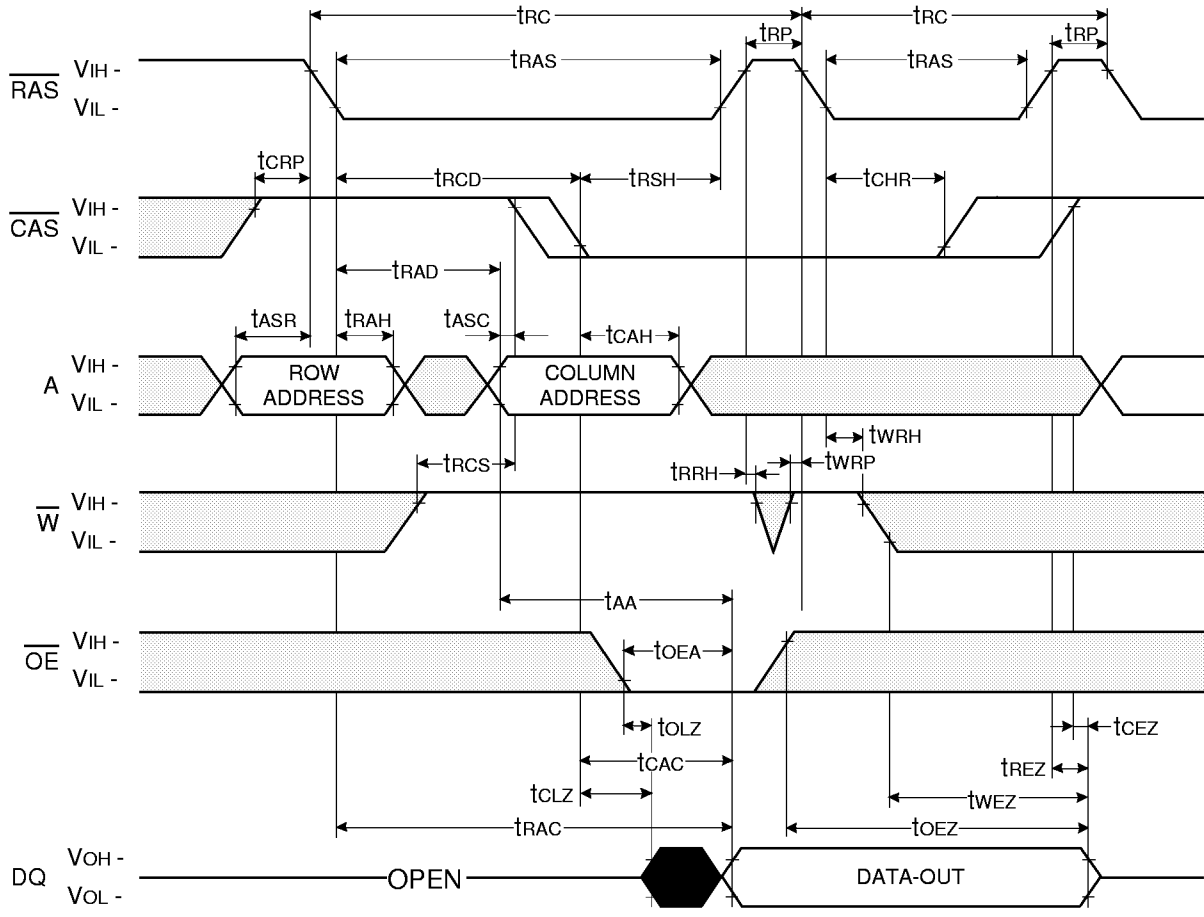 tRC tRC
tRP tRP
RAS VIH - tRAS tRAS
VIL -
tCRP tRCD tRSH tCHR
CAS VIH -
VIL -
tRAD
tASR tRAH tASC tCAH
A VIH - ROW ADDRESS COLUMN ADDRESS
VIL -
tWRH
tRCS tRRH tWRP
W VIH -
VIL -
tAA
OE VIH - tOEA
VIL -
tOLZ tCEZ
tCAC tREZ
tCLZ tWEZ
tRAC tOEZ
DQ VOH - OPEN DATA-OUT
VOL -